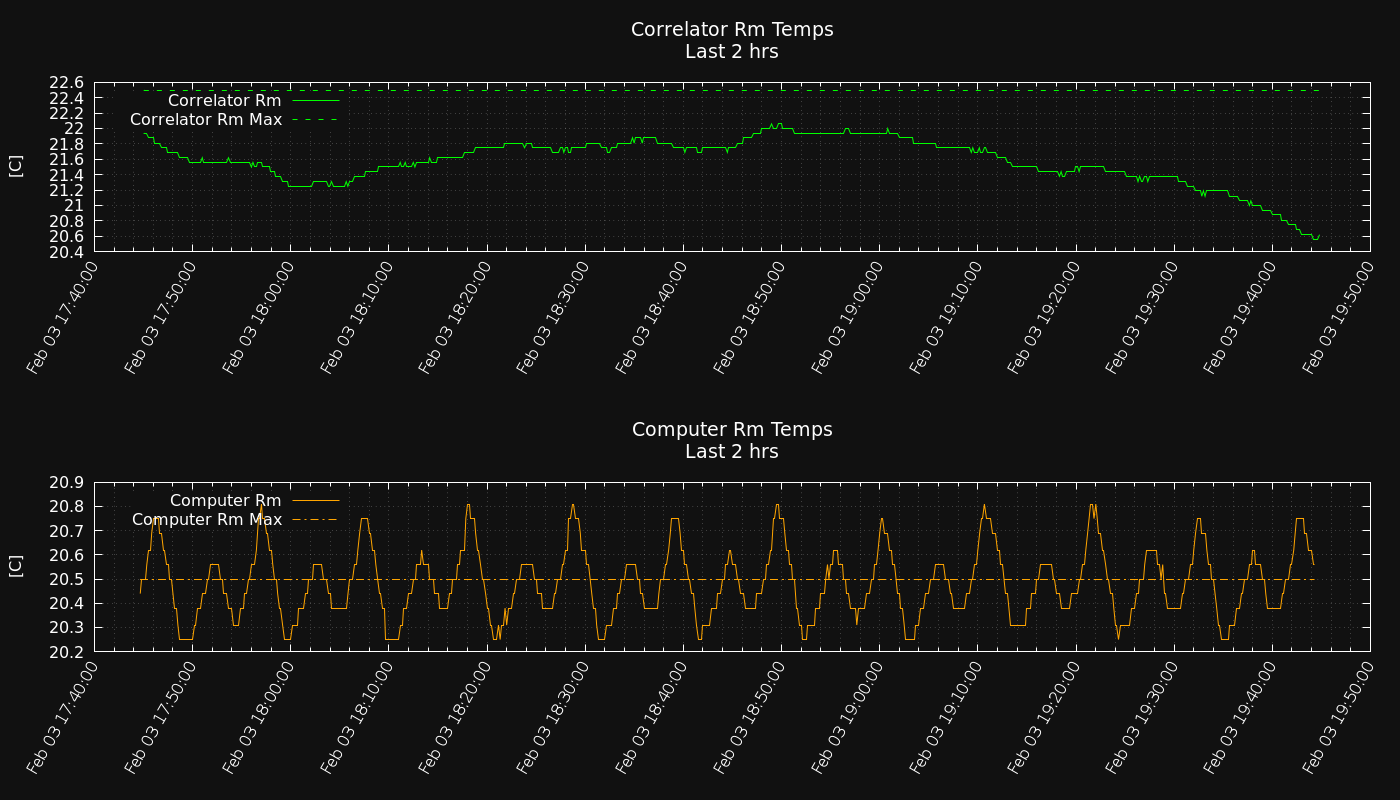 Correlator Rm Temps
Last 2 hrs
22.6
22.4
22.2
22
21.8
21.6
21.4
21.2
21
20.8
20.6
20.4
[C]
Correlator Rm
Correlator Rm Max
Feb 03 17:40:00
Feb 03 17:50:00
Feb 03 18:00:00
Feb 03 18:10:00
Feb 03 18:20:00
Feb 03 18:30:00
Feb 03 18:40:00
Feb 03 18:50:00
Feb 03 19:00:00
Feb 03 19:10:00
Feb 03 19:20:00
Feb 03 19:30:00
Feb 03 19:40:00
Feb 03 19:50:00
Computer Rm Temps
Last 2 hrs
20.9
20.8
20.7
20.6
20.5
20.4
20.3
20.2
[C]
Computer Rm
Computer Rm Max
Feb 03 17:40:00
Feb 03 17:50:00
Feb 03 18:00:00
Feb 03 18:10:00
Feb 03 18:20:00
Feb 03 18:30:00
Feb 03 18:40:00
Feb 03 18:50:00
Feb 03 19:00:00
Feb 03 19:10:00
Feb 03 19:20:00
Feb 03 19:30:00
Feb 03 19:40:00
Feb 03 19:50:00